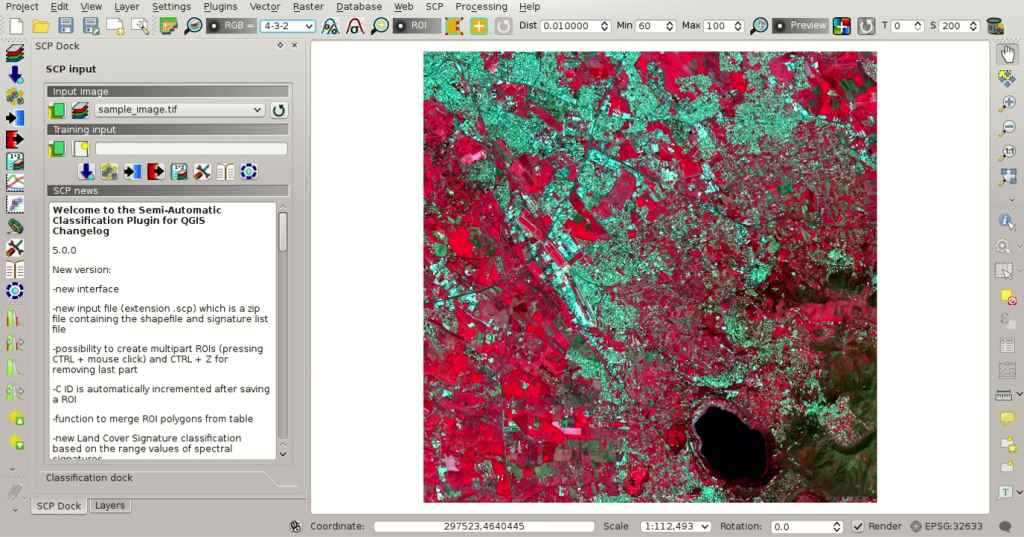 Project Edit View Layer Settings Plugins Vector Raster Database Web SCP Processing Help
RGB = 4-3-2 ROI Dist 0.010000 Min 60 Max 100 Preview T 0 S 200
SCP Dock
SCP input
Input image
sample_image.tif
Training input
SCP news
Welcome to the Semi-Automatic
Classification Plugin for QGIS
Changelog
5.0.0
New version:
-new interface
-new input file (extension .scp) which is a zip
file containing the shapefile and signature list
file
-possibility to create multipart ROIs (pressing
CTRL + mouse click) and CTRL + Z for
removing last part
-C ID is automatically incremented after saving
a ROI
-function to merge ROI polygons from table
-new Land Cover Signature classification
based on the range values of spectral
signatures
Classification dock
SCP Dock Layers
Coordinate: 297523,4640445 Scale 1:112,493 Rotation: 0.0 Render EPSG:32633